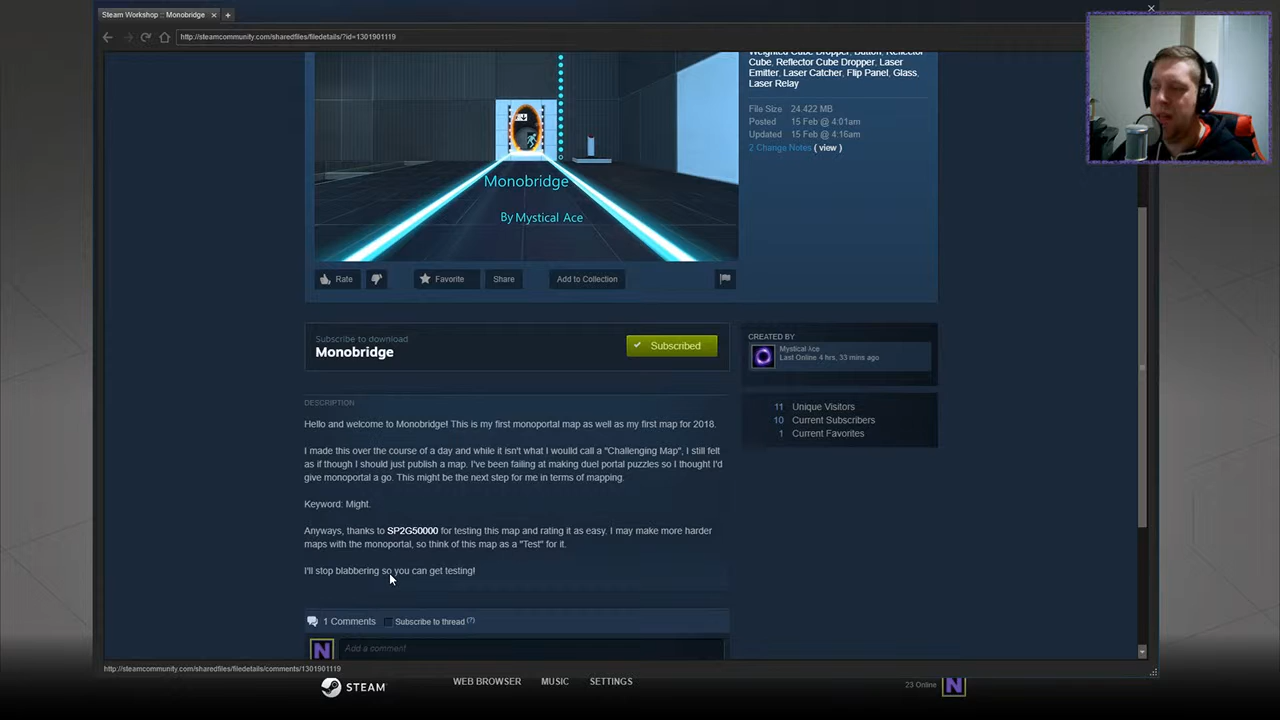 Steam Workshop :: Monobridge
http://steamcommunity.com/sharedfiles/filedetails/?id=1301901119
Weighted Cube Dropper, Button, Reflector
Cube, Reflector Cube Dropper, Laser
Emitter, Laser Catcher, Flip Panel, Glass,
Laser Relay
File Size 24.422 MB
Posted 15 Feb @ 4:01am
Updated 15 Feb @ 4:16am
2 Change Notes ( view )
Monobridge
By Mystical Ace
Rate
Favorite
Share
Add to Collection
Subscribe to download
Monobridge
Subscribed
CREATED BY
Mystical λce
Last Online 4 hrs, 33 mins ago
11 Unique Visitors
10 Current Subscribers
1 Current Favorites
DESCRIPTION
Hello and welcome to Monobridge! This is my first monoportal map as well as my first map for 2018.
I made this over the course of a day and while it isn't what I woulld call a "Challenging Map", I still felt
as if though I should just publish a map. I've been failing at making duel portal puzzles so I thought I'd
give monoportal a go. This might be the next step for me in terms of mapping.
Keyword: Might.
Anyways, thanks to SP2G50000 for testing this map and rating it as easy. I may make more harder
maps with the monoportal, so think of this map as a "Test" for it.
I'll stop blabbering so you can get testing!
1 Comments
Subscribe to thread (?)
N
Add a comment
http://steamcommunity.com/sharedfiles/filedetails/comments/1301901119
STEAM
WEB BROWSER
MUSIC
SETTINGS
23 Online
N